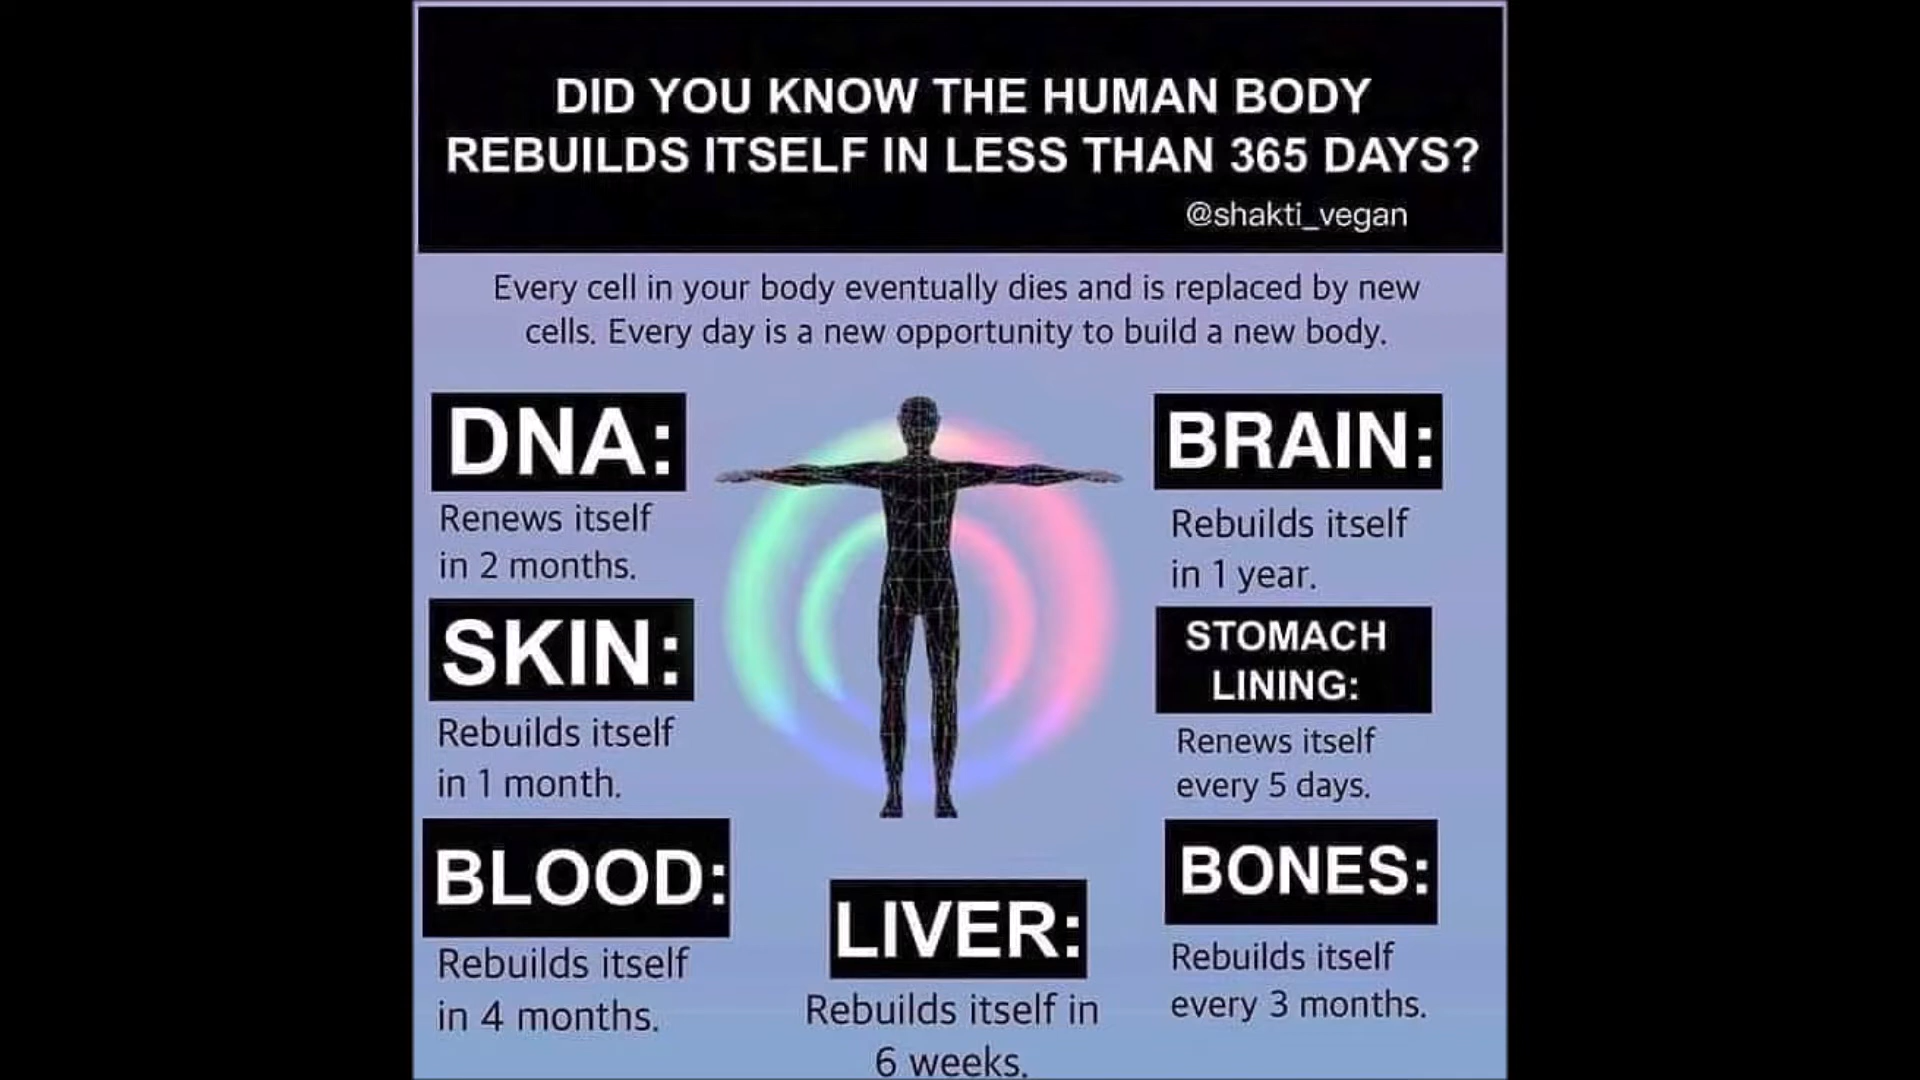 DID YOU KNOW THE HUMAN BODY
REBUILDS ITSELF IN LESS THAN 365 DAYS?
@shakti_vegan
Every cell in your body eventually dies and is replaced by new
cells. Every day is a new opportunity to build a new body.
DNA:
Renews itself
in 2 months.
SKIN:
Rebuilds itself
in 1 month.
BLOOD:
Rebuilds itself
in 4 months.
LIVER:
Rebuilds itself in
6 weeks.
BRAIN:
Rebuilds itself
in 1 year.
STOMACH
LINING:
Renews itself
every 5 days.
BONES:
Rebuilds itself
every 3 months.